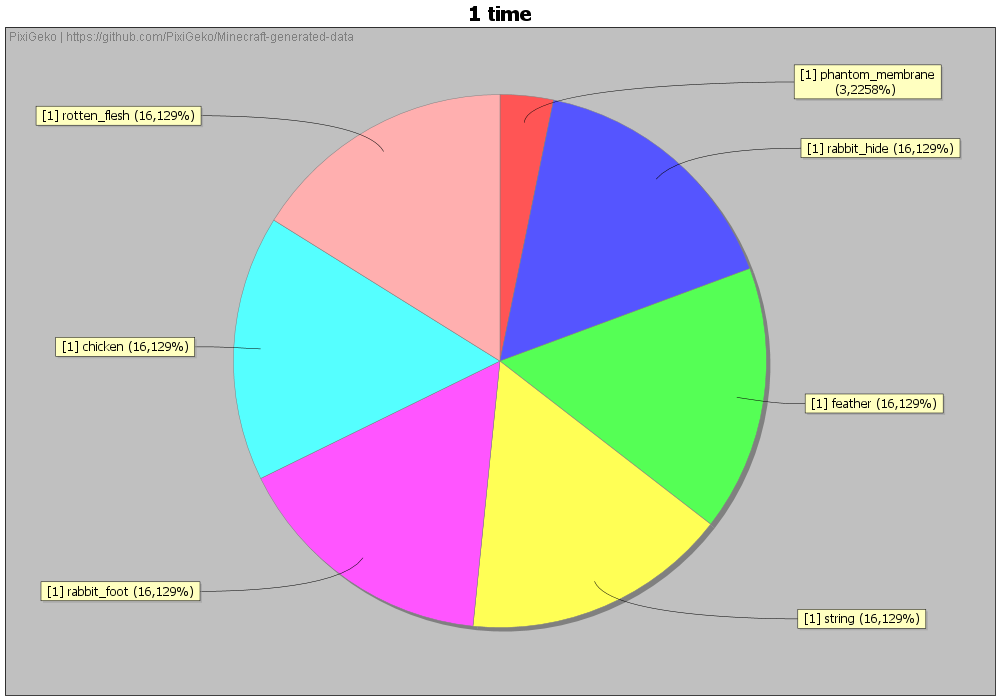 1 time
PixiGeko | https://github.com/PixiGeko/Minecraft-generated-data
[1] phantom_membrane
(3,2258%)
[1] rotten_flesh (16,129%)
[1] rabbit_hide (16,129%)
[1] chicken (16,129%)
[1] feather (16,129%)
[1] rabbit_foot (16,129%)
[1] string (16,129%)